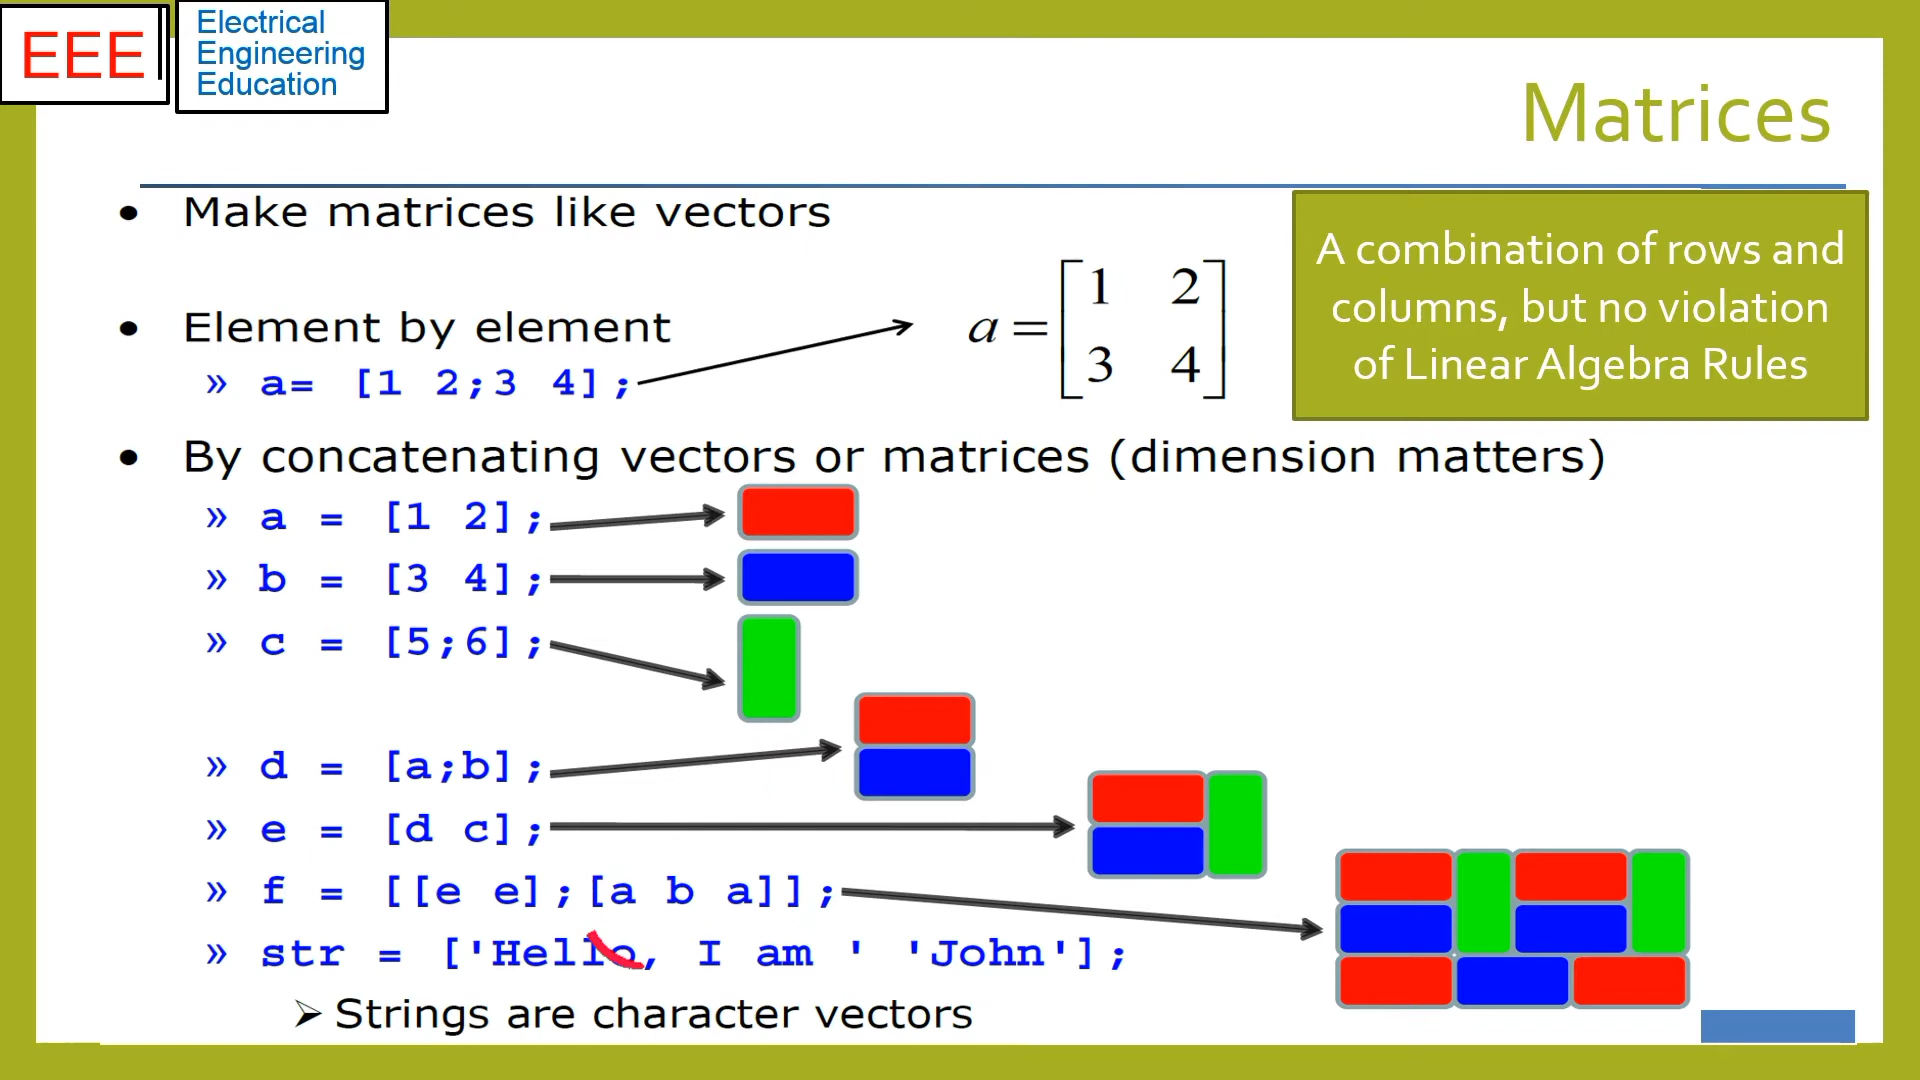 EEE
Electrical
Engineering
Education
Matrices
• Make matrices like vectors
• Element by element
» a= [1 2;3 4];
a = [1 2
3 4]
A combination of rows and
columns, but no violation
of Linear Algebra Rules
• By concatenating vectors or matrices (dimension matters)
» a = [1 2];
» b = [3 4];
» c = [5;6];
» d = [a;b];
» e = [d c];
» f = [[e e];[a b a]];
» str = ['Hello, I am ' 'John'];
➢ Strings are character vectors